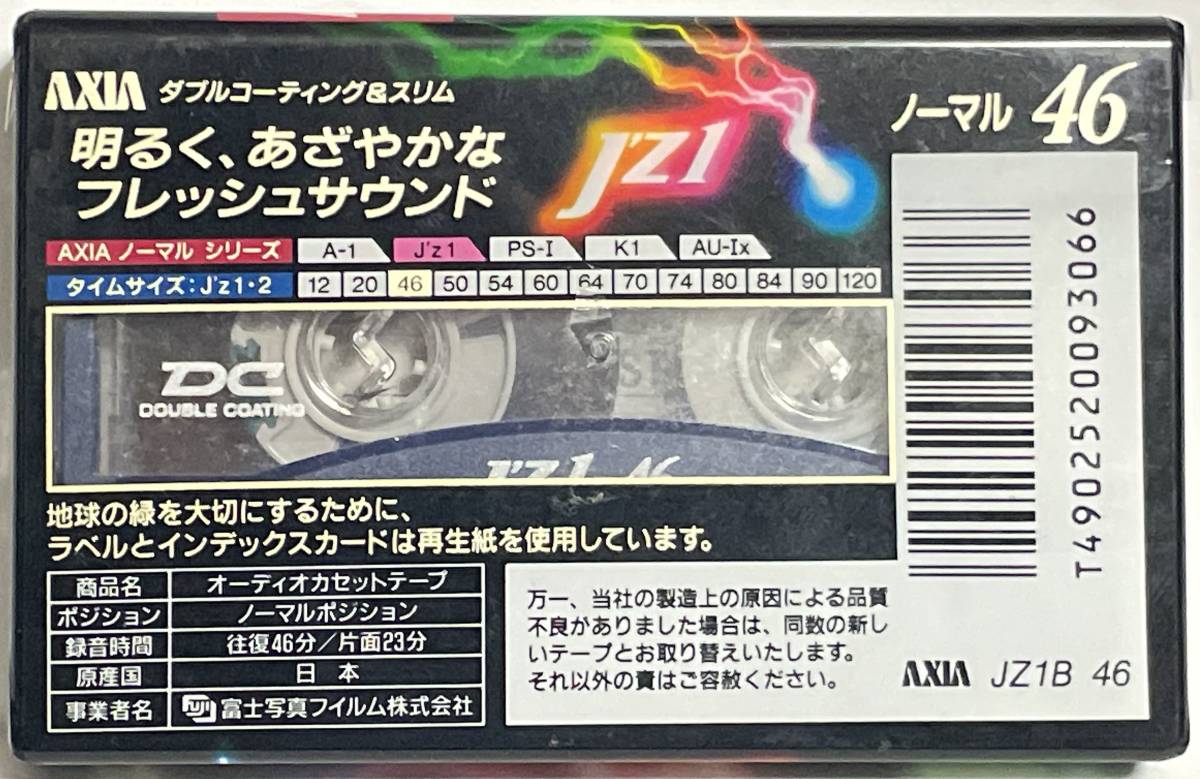 AXIA ダブルコーティング&スリム
明るく、あざやかな
フレッシュサウンド
J'z1
ノーマル 46
AXIA ノーマル シリーズ A-1 J'z1 PS-I K1 AU-Ix
タイムサイズ:J'z1・2 12 20 46 50 54 60 64 70 74 80 84 90 120
DC
DOUBLE COATING
J'z1 46
地球の緑を大切にするために、
ラベルとインデックスカードは再生紙を使用しています。
商品名 オーディオカセットテープ
ポジション ノーマルポジション
録音時間 往復46分/片面23分
原産国 日本
事業者名 FUJI 富士写真フイルム株式会社
万一、当社の製造上の原因による品質
不良がありました場合は、同数の新し
いテープとお取り替えいたします。
それ以外の責はご容赦ください。
T4902520093066
AXIA JZ1B 46